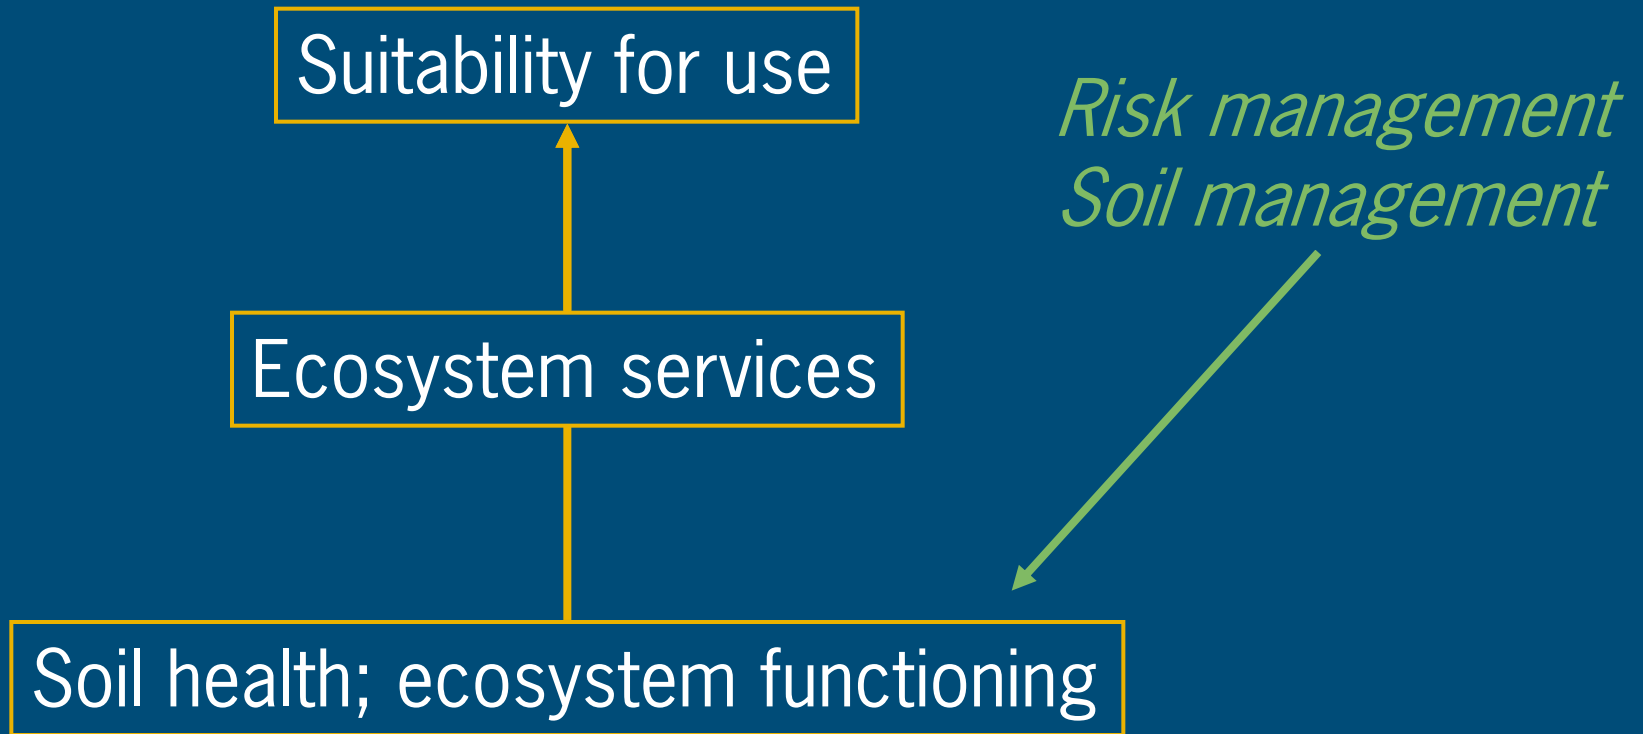 Suitability for use
Risk management
Soil management
Ecosystem services
Soil health; ecosystem functioning